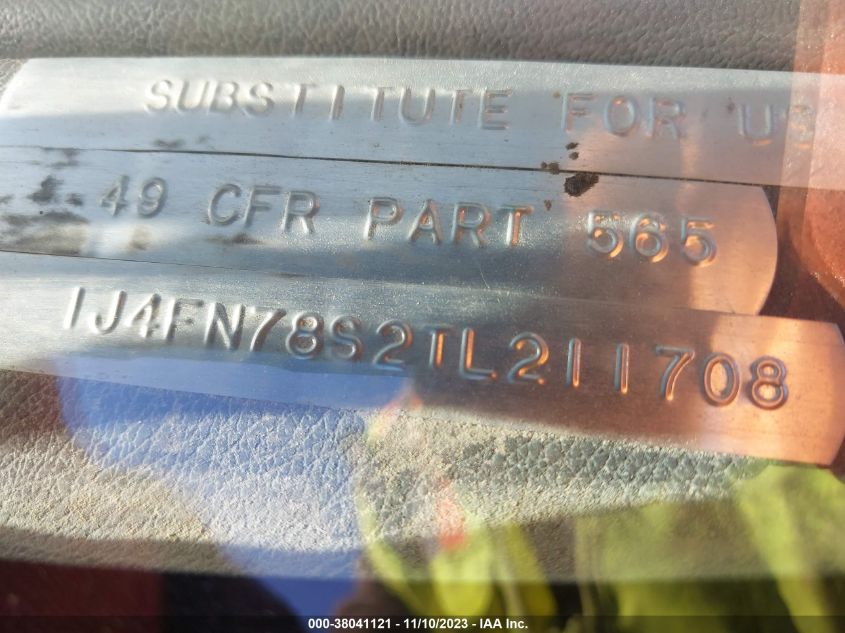 SUBSTITUTE FOR US
49 CFR PART 565
1J4FN78S2TL211708
000-38041121 - 11/10/2023 - IAA Inc.